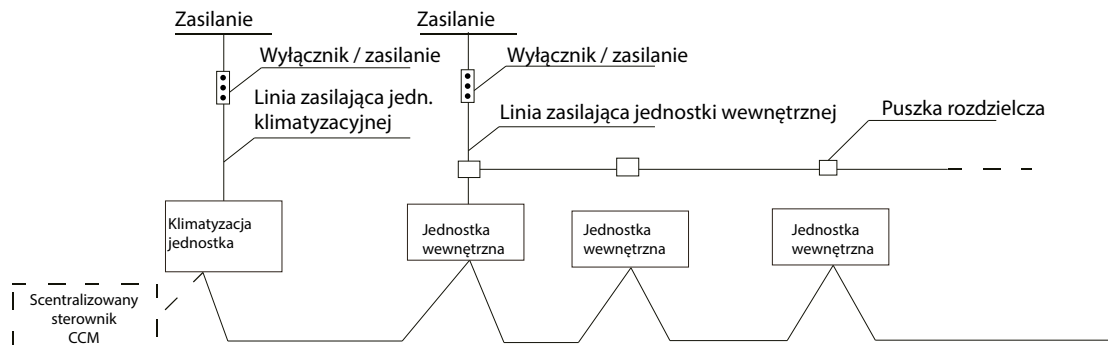 Zasilanie
Zasilanie
Wyłącznik / zasilanie
Wyłącznik / zasilanie
Linia zasilająca jedn.
klimatyzacyjnej
Linia zasilająca jednostki wewnętrznej
Puszka rozdzielcza
Klimatyzacja
jednostka
Jednostka
wewnętrzna
Jednostka
wewnętrzna
Jednostka
wewnętrzna
Scentralizowany
sterownik
CCM